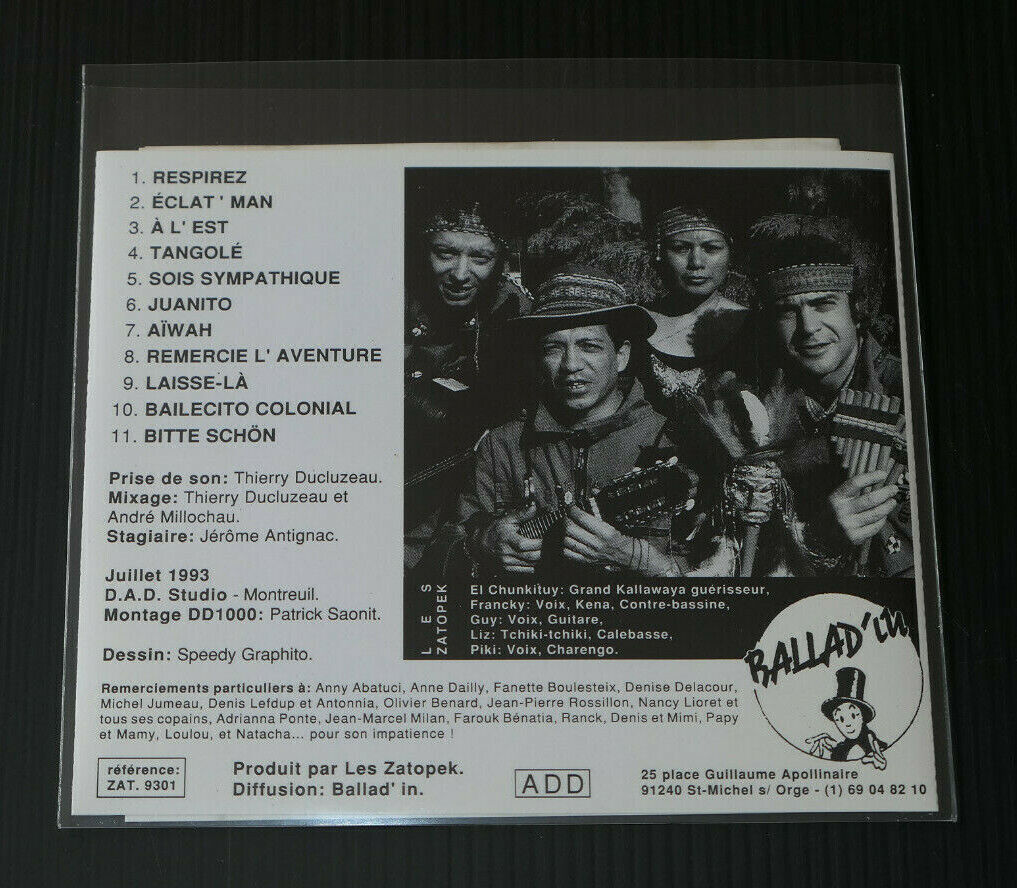 1. RESPIREZ
2. ÉCLAT ' MAN
3. À L' EST
4. TANGOLÉ
5. SOIS SYMPATHIQUE
6. JUANITO
7. AÏWAH
8. REMERCIE L' AVENTURE
9. LAISSE-LÀ
10. BAILECITO COLONIAL
11. BITTE SCHÖN
Prise de son: Thierry Ducluzeau.
Mixage: Thierry Ducluzeau et
André Millochau.
Stagiaire: Jérôme Antignac.
Juillet 1993
D.A.D. Studio - Montreuil.
Montage DD1000: Patrick Saonit.
Dessin: Speedy Graphito.
LES
ZATOPEK
El Chunkituy: Grand Kallawaya guérisseur,
Francky: Voix, Kena, Contre-bassine,
Guy: Voix, Guitare,
Liz: Tchiki-tchiki, Calebasse,
Piki: Voix, Charengo.
BALLAD'IN
Remerciements particuliers à: Anny Abatuci, Anne Dailly, Fanette Boulesteix, Denise Delacour,
Michel Jumeau, Denis Lefdup et Antonnia, Olivier Benard, Jean-Pierre Rossillon, Nancy Lioret et
tous ses copains, Adrianna Ponte, Jean-Marcel Milan, Farouk Bénatia, Ranck, Denis et Mimi, Papy
et Mamy, Loulou, et Natacha... pour son impatience !
référence:
ZAT. 9301
Produit par Les Zatopek.
Diffusion: Ballad' in.
ADD
25 place Guillaume Apollinaire
91240 St-Michel s/ Orge - (1) 69 04 82 10